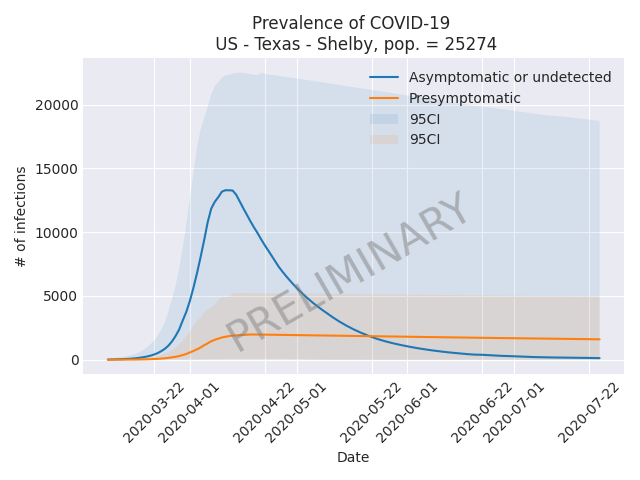 Prevalence of COVID-19
US - Texas - Shelby, pop. = 25274
Asymptomatic or undetected
Presymptomatic
95CI
95CI
# of infections
20000
15000
10000
5000
0
PRELIMINARY
2020-03-22
2020-04-01
2020-04-22
2020-05-01
2020-05-22
2020-06-01
2020-06-22
2020-07-01
2020-07-22
Date